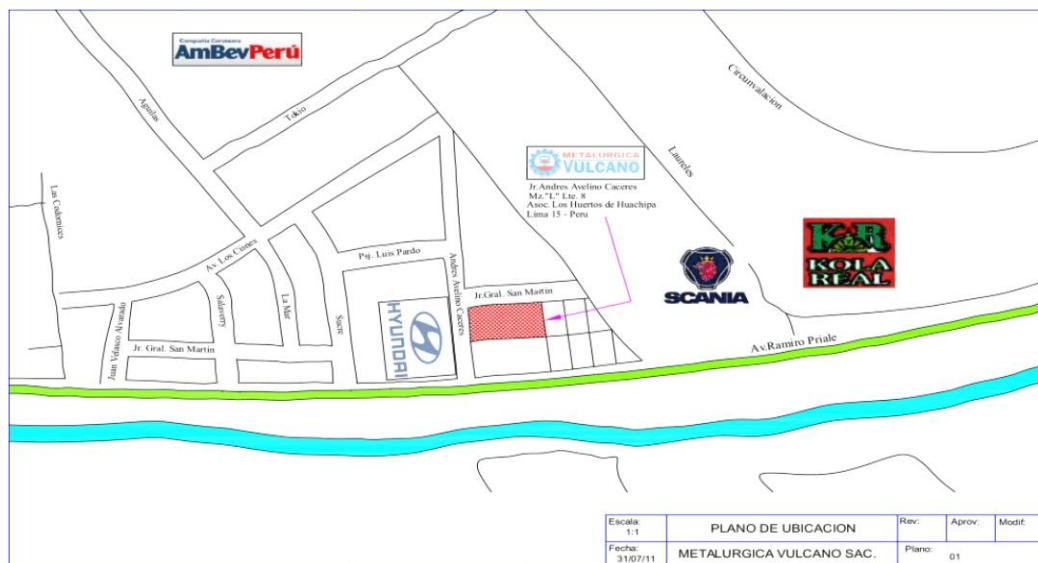 Compañía Cervecera
AmBevPerú
Aguilas
Tokio
Circunvalacion
Laureles
METALURGICA
VULCANO
Jr.Andres Avelino Caceres
Mz."L" Lte. 8
Asoc. Los Huertos de Huachipa
Lima 15 - Peru
Las Codornices
Av. Los Cisnes
Psj. Luis Pardo
Andres Avelino Caceres
KR
KOLA
REAL
SCANIA
Jr.Gral. San Martin
Salaverry
La Mar
Sucre
HYUNDAI
Juan Velasco Alvarado
Jr. Gral. San Martin
Av.Ramiro Priale
Escala:
1:1
PLANO DE UBICACION
Rev:
Aprov:
Modif:
Fecha:
31/07/11
METALURGICA VULCANO SAC.
Plano:
01